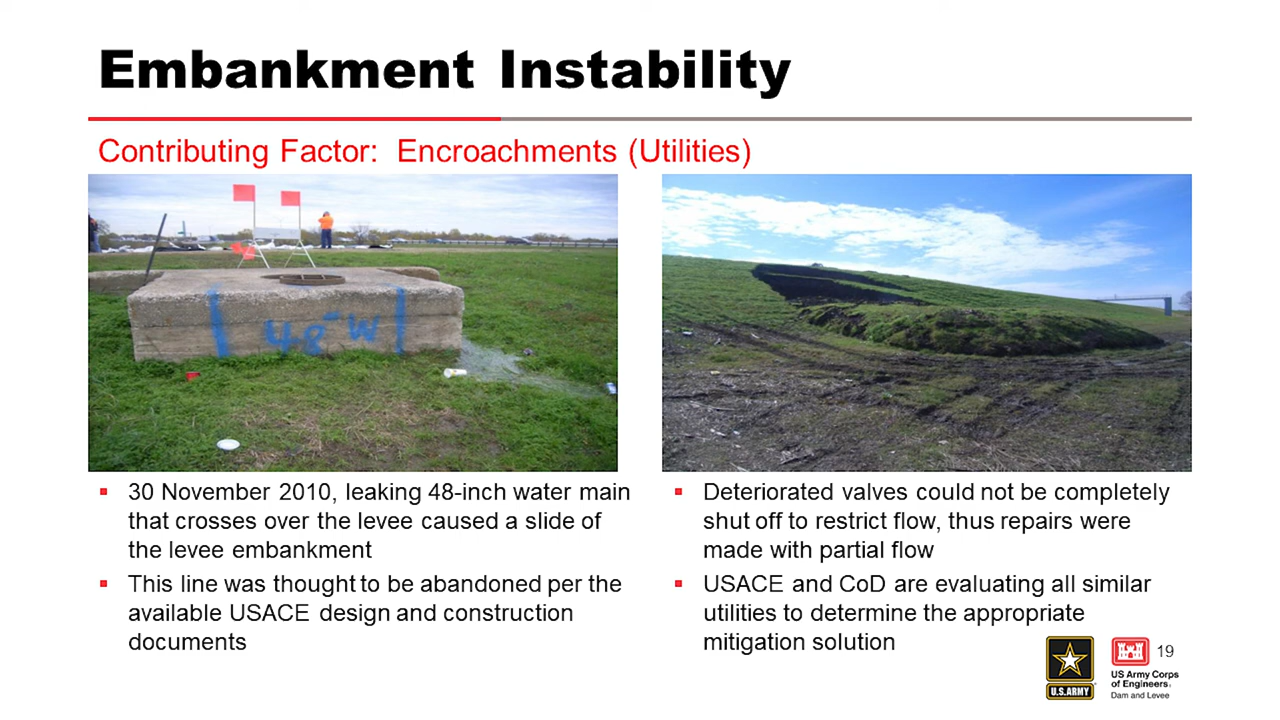 Embankment Instability
Contributing Factor: Encroachments (Utilities)
48" W
30 November 2010, leaking 48-inch water main
that crosses over the levee caused a slide of
the levee embankment
This line was thought to be abandoned per the
available USACE design and construction
documents
Deteriorated valves could not be completely
shut off to restrict flow, thus repairs were
made with partial flow
USACE and CoD are evaluating all similar
utilities to determine the appropriate
mitigation solution
U.S.ARMY
US Army Corps
of Engineers
Dam and Levee
19